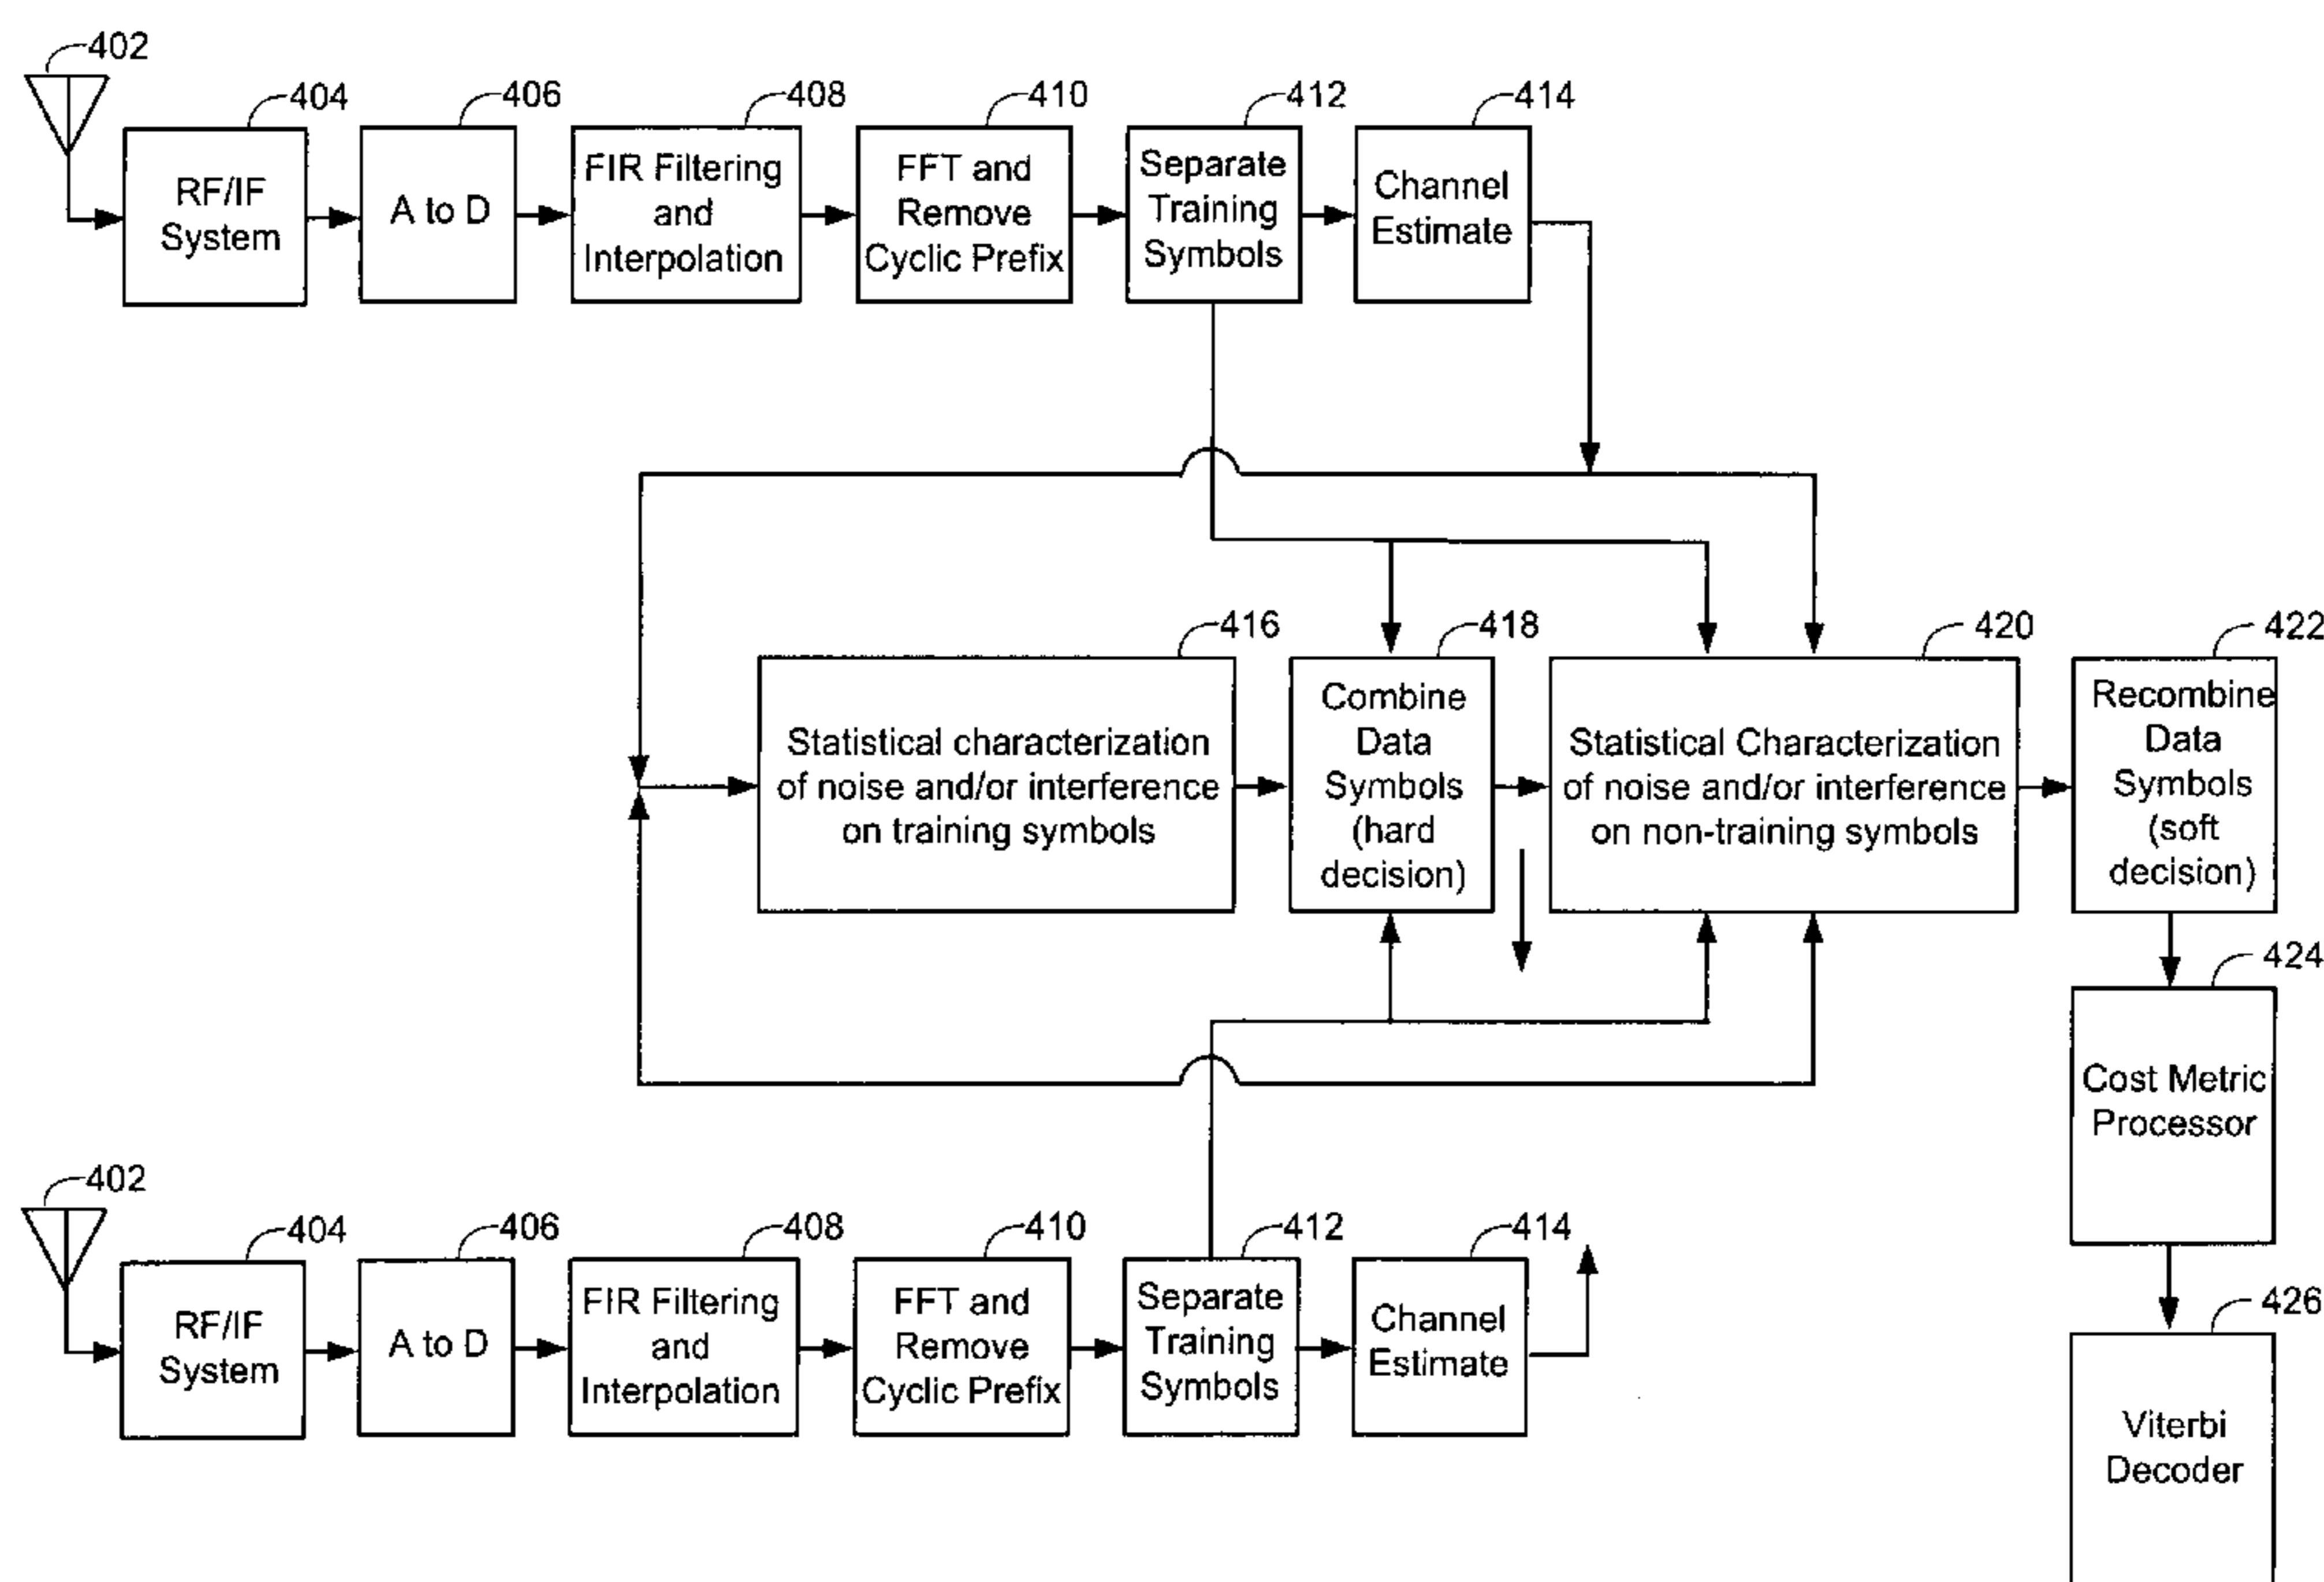 402
404
406
408
410
412
414
RF/IF
System
A to D
FIR Filtering
and
Interpolation
FFT and
Remove
Cyclic Prefix
Separate
Training
Symbols
Channel
Estimate
416
418
420
422
Statistical characterization
of noise and/or interference
on training symbols
Combine
Data
Symbols
(hard
decision)
Statistical Characterization
of noise and/or interference
on non-training symbols
Recombine
Data
Symbols
(soft
decision)
424
Cost Metric
Processor
402
404
406
408
410
412
414
RF/IF
System
A to D
FIR Filtering
and
Interpolation
FFT and
Remove
Cyclic Prefix
Separate
Training
Symbols
Channel
Estimate
426
Viterbi
Decoder